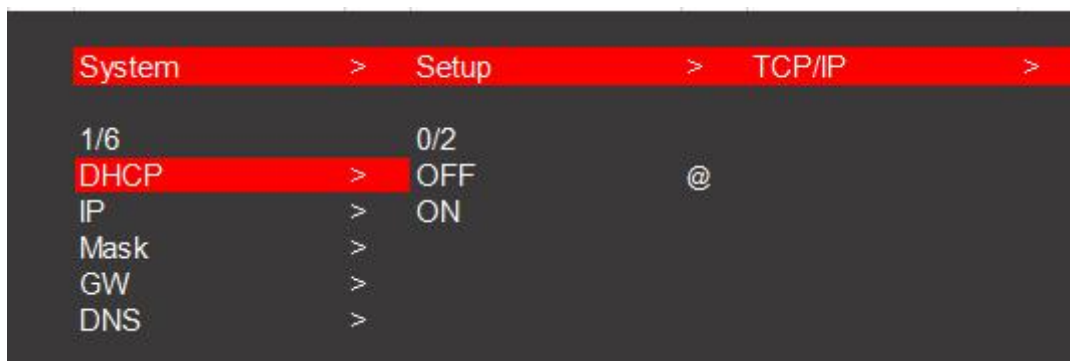 System > Setup > TCP/IP >
1/6 0/2
DHCP > OFF @
IP > ON
Mask >
GW >
DNS >